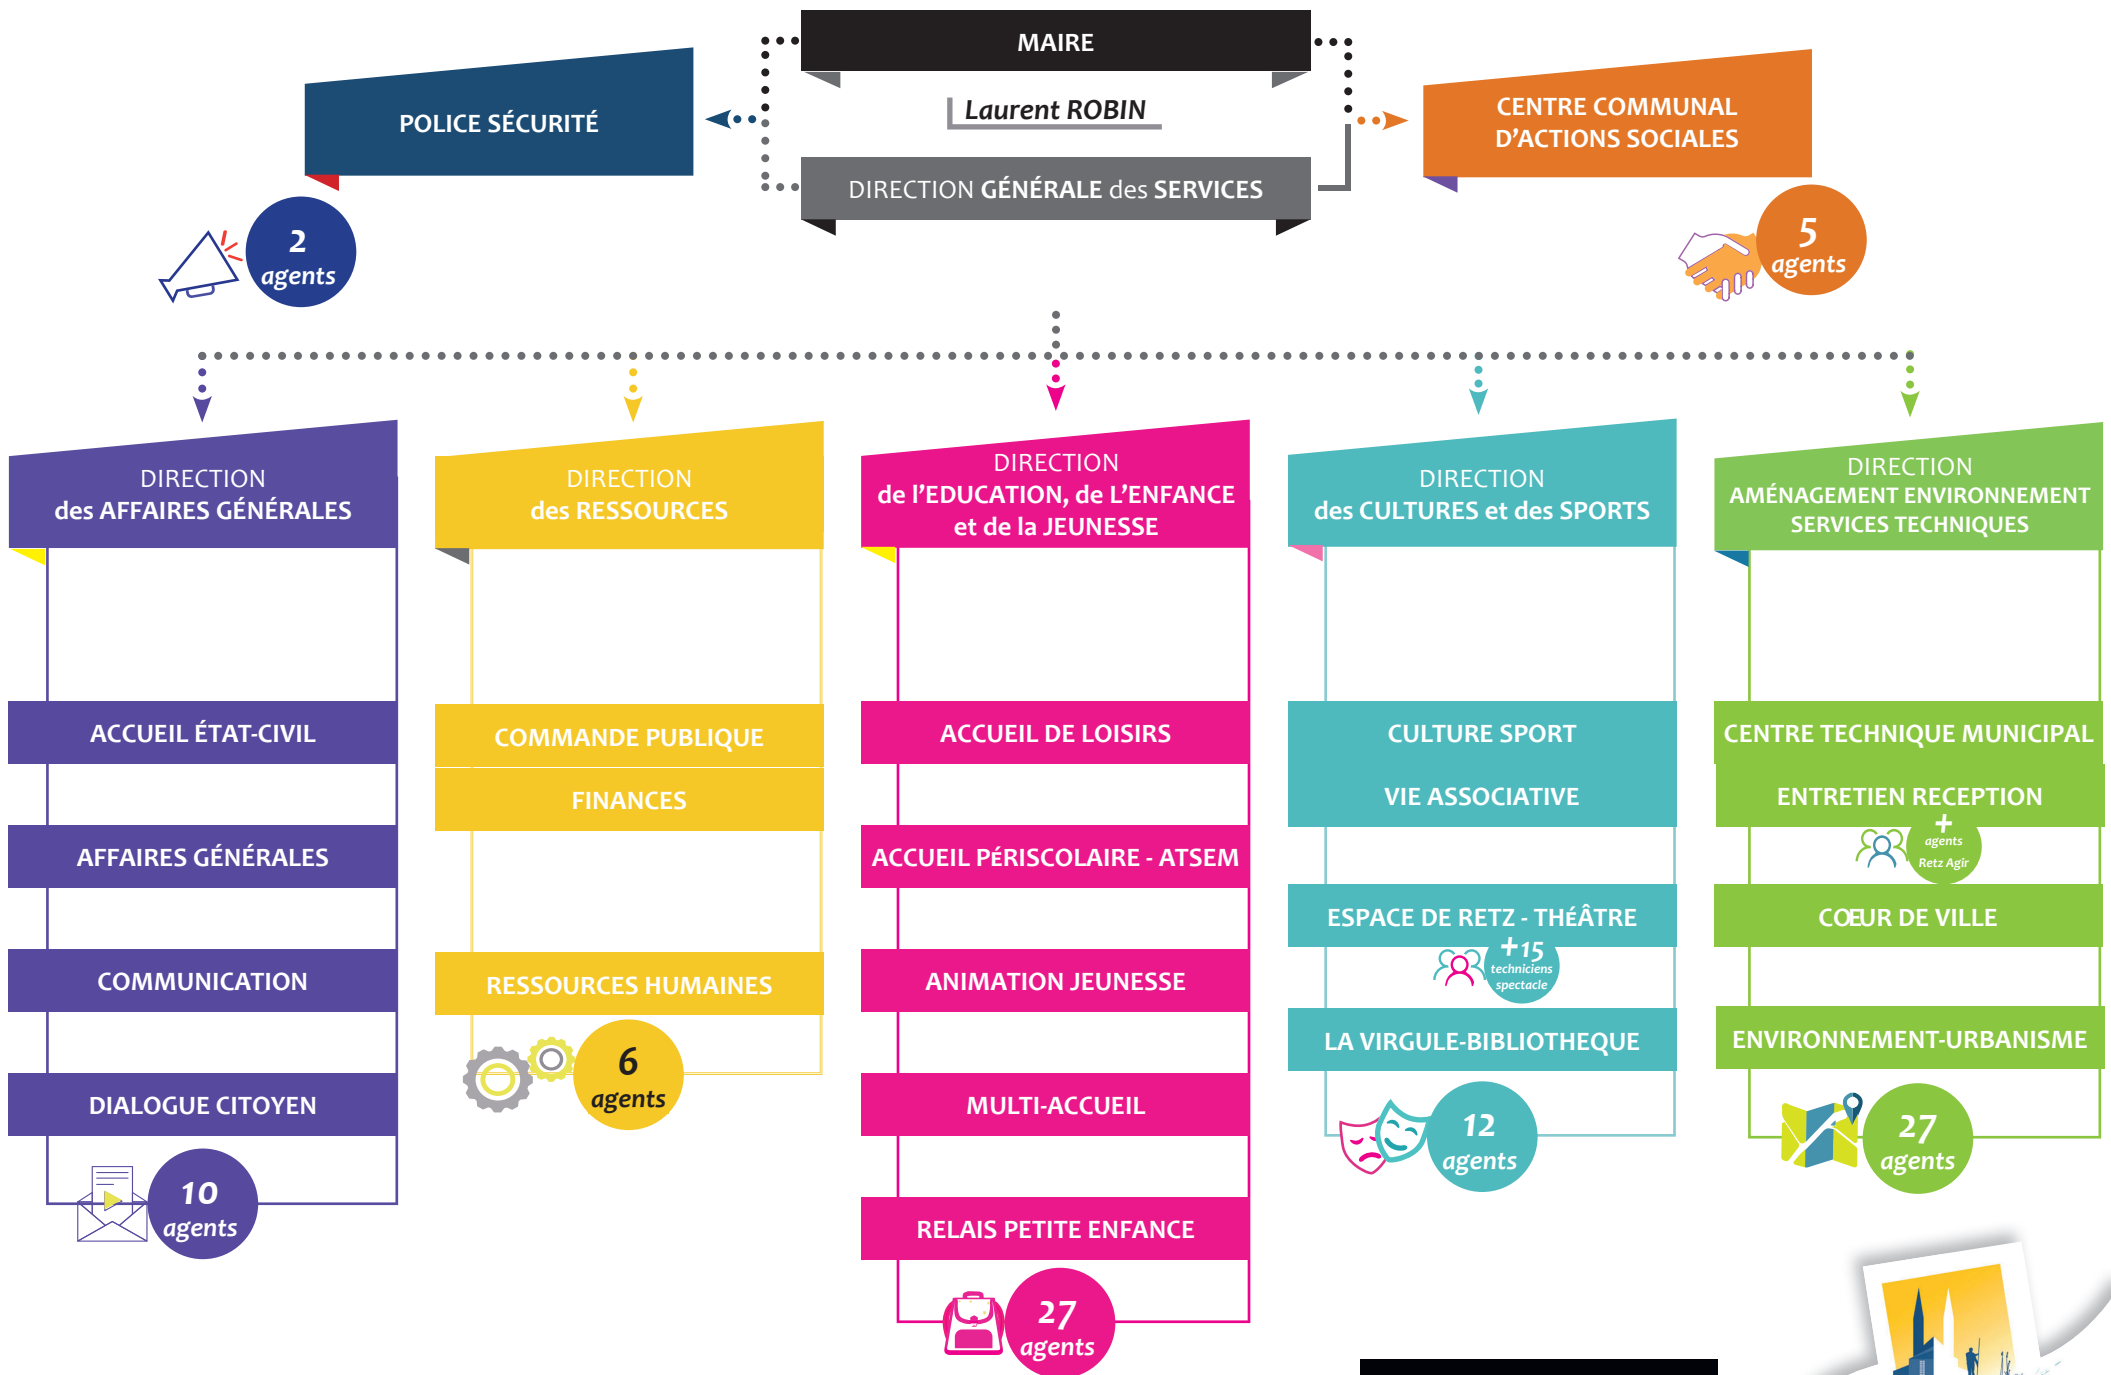 MAIRE
Laurent ROBIN
DIRECTION GÉNÉRALE des SERVICES
POLICE SÉCURITÉ
2
agents
CENTRE COMMUNAL
D'ACTIONS SOCIALES
5
agents
DIRECTION
des AFFAIRES GÉNÉRALES
ACCUEIL ÉTAT-CIVIL
AFFAIRES GÉNÉRALES
COMMUNICATION
DIALOGUE CITOYEN
10
agents
DIRECTION
des RESSOURCES
COMMANDE PUBLIQUE
FINANCES
RESSOURCES HUMAINES
6
agents
DIRECTION
de l'EDUCATION, de L'ENFANCE
et de la JEUNESSE
ACCUEIL DE LOISIRS
ACCUEIL PÉRISCOLAIRE - ATSEM
ANIMATION JEUNESSE
MULTI-ACCUEIL
RELAIS PETITE ENFANCE
27
agents
DIRECTION
des CULTURES et des SPORTS
CULTURE SPORT
VIE ASSOCIATIVE
ESPACE DE RETZ - THÉÂTRE
+15
techniciens
spectacle
LA VIRGULE-BIBLIOTHEQUE
12
agents
DIRECTION
AMÉNAGEMENT ENVIRONNEMENT
SERVICES TECHNIQUES
CENTRE TECHNIQUE MUNICIPAL
ENTRETIEN RECEPTION
+
agents
Retz Agir
CŒUR DE VILLE
ENVIRONNEMENT-URBANISME
27
agents